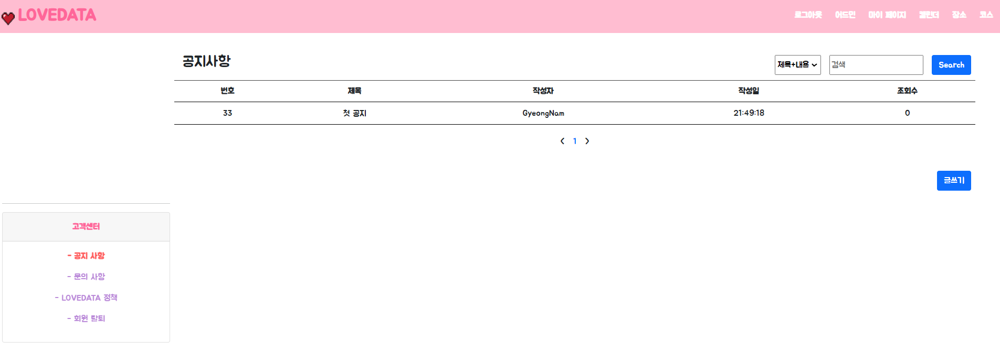 LOVEDATA
로그아웃 어드민 마이 페이지 캘린더 장소 코스
공지사항
제목+내용 검색 Search
번호 제목 작성자 작성일 조회수
33 첫 공지 GyeongNam 21:49:18 0
1
글쓰기
고객센터
- 공지 사항
- 문의 사항
- LOVEDATA 정책
- 회원 탈퇴